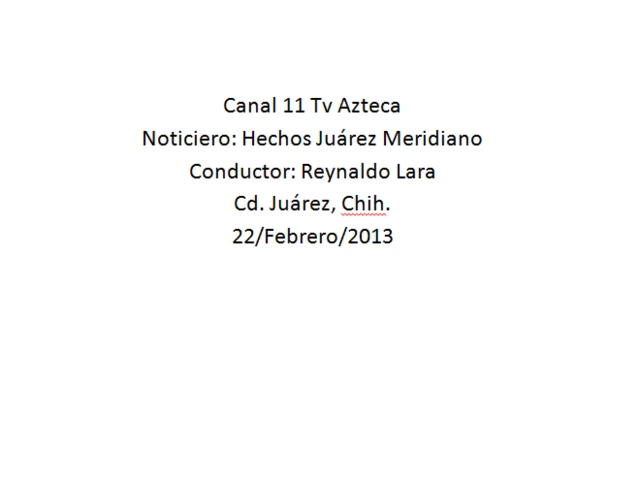 Canal 11 Tv Azteca
Noticiero: Hechos Juárez Meridiano
Conductor: Reynaldo Lara
Cd. Juárez, Chih.
22/Febrero/2013